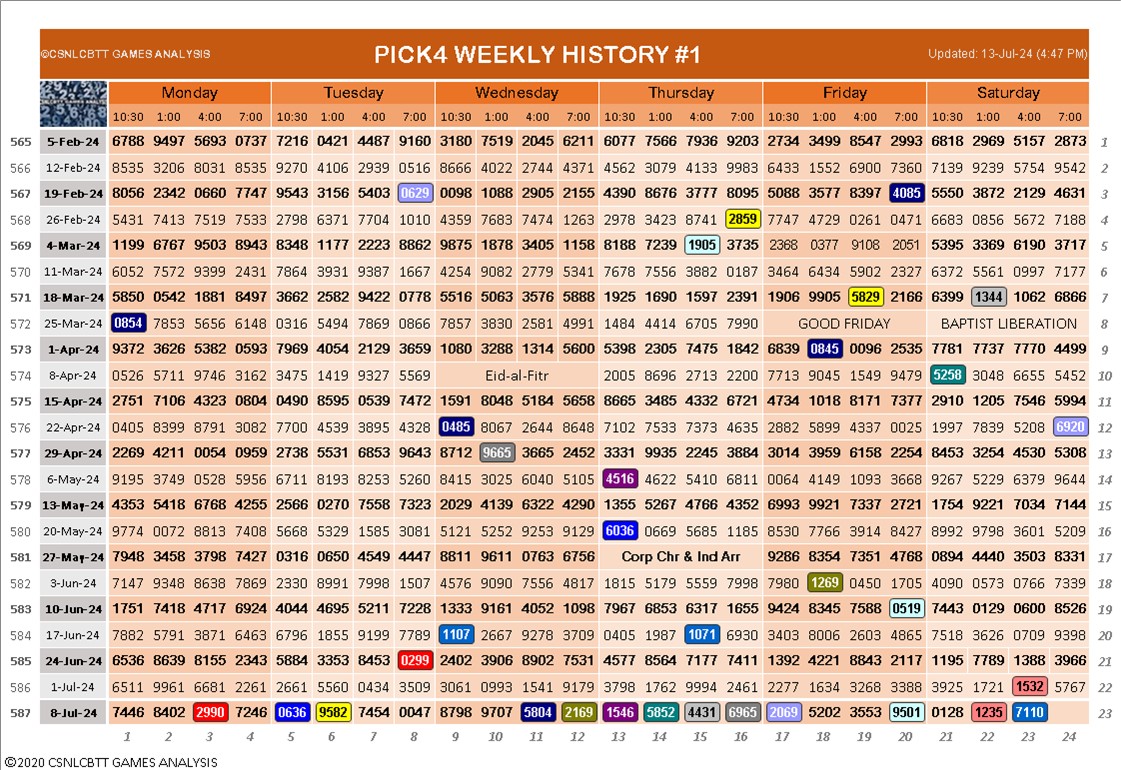 ©CSNLCBTT GAMES ANALYSIS PICK4 WEEKLY HISTORY #1 Updated: 13-Jul-24 (4:47 PM)
Monday Tuesday Wednesday Thursday Friday Saturday
10:30 1:00 4:00 7:00 10:30 1:00 4:00 7:00 10:30 1:00 4:00 7:00 10:30 1:00 4:00 7:00 10:30 1:00 4:00 7:00 10:30 1:00 4:00 7:00
565 5-Feb-24 6788 9497 5693 0737 7216 0421 4487 9160 3180 7519 2045 6211 6077 7566 7936 9203 2734 3499 8547 2993 6818 2969 5157 2873 1
566 12-Feb-24 8535 3206 8031 8535 9270 4106 2939 0516 8666 4022 2744 4371 4562 3079 4133 9983 6433 1552 6900 7360 7139 9239 5754 9542 2
567 19-Feb-24 8056 2342 0660 7747 9543 3156 5403 0629 0098 1088 2905 2155 4390 8676 3777 8095 5088 3577 8397 4085 5550 3872 2129 4631 3
568 26-Feb-24 5431 7413 7519 7533 2798 6371 7704 1010 4359 7683 7474 1263 2978 3423 8741 2859 7747 4729 0261 0471 6683 0856 5672 7188 4
569 4-Mar-24 1199 6767 9503 8943 8348 1177 2223 8862 9875 1878 3405 1158 8188 7239 1905 3735 2368 0377 9108 2051 5395 3369 6190 3717 5
570 11-Mar-24 6052 7572 9399 2431 7864 3931 9387 1667 4254 9082 2779 5341 7678 7556 3882 0187 3464 6434 5902 2327 6372 5561 0997 7177 6
571 18-Mar-24 5850 0542 1881 8497 3662 2582 9422 0778 5516 5063 3576 5888 1925 1690 1597 2391 1906 9905 5829 2166 6399 1344 1062 6866 7
572 25-Mar-24 0854 7853 5656 6148 0316 5494 7869 0866 7857 3830 2581 4991 1484 4414 6705 7990 GOOD FRIDAY BAPTIST LIBERATION 8
573 1-Apr-24 9372 3626 5382 0593 7969 4054 2129 3659 1080 3288 1314 5600 5398 2305 7475 1842 6839 0845 0096 2535 7781 7737 7770 4499 9
574 8-Apr-24 0526 5711 9746 3162 3475 1419 9327 5569 Eid-al-Fitr 2005 8696 2713 2200 7713 9045 1549 9479 5258 3048 6655 5452 10
575 15-Apr-24 2751 7106 4323 0804 0490 8595 0539 7472 1591 8048 5184 5658 8665 3485 4332 6721 4734 1018 8171 7377 2910 1205 7546 5994 11
576 22-Apr-24 0405 8399 8791 3082 7700 4539 3895 4328 0485 8067 2644 8648 7102 7533 7373 4635 2882 5899 4337 0025 1997 7839 5208 6920 12
577 29-Apr-24 2269 4211 0054 0959 2738 5531 6853 9643 8712 9665 3665 2452 3331 9935 2245 3884 3014 3959 6158 2254 8453 3254 4530 5308 13
578 6-May-24 9195 3749 0528 5956 6711 8193 8253 5260 8415 3025 6040 5105 4516 4622 5410 6811 0064 4149 1093 3668 9267 5229 6379 9644 14
579 13-May-24 4353 5418 6768 4255 2566 0270 7558 7323 2029 4139 6322 4290 1355 5267 4766 4352 6993 9921 7337 2721 1754 9221 7034 7144 15
580 20-May-24 9774 0072 8813 7408 5668 5329 1585 3081 5121 5252 9253 9129 6036 0669 5685 1185 8530 7766 3914 8427 8992 9798 3601 5209 16
581 27-May-24 7948 3458 3798 7427 0316 0650 4549 4447 8811 9611 0763 6756 Corp Chr & Ind Arr 9286 8354 7351 4768 0894 4440 3503 8331 17
582 3-Jun-24 7147 9348 8638 7869 2330 8991 7998 1507 4576 9090 7556 4817 1815 5179 5559 7998 7980 1269 0450 1705 4090 0573 0766 7339 18
583 10-Jun-24 1751 7418 4717 6924 4044 4695 5211 7228 1333 9161 4052 1098 7967 6853 6317 1655 9424 8345 7588 0519 7443 0129 0600 8526 19
584 17-Jun-24 7882 5791 3871 6463 6796 1855 9199 7789 1107 2667 9278 3709 0405 1987 1071 6930 3403 8006 2603 4865 7518 3626 0709 9398 20
585 24-Jun-24 6536 8639 8155 2343 5884 3353 8453 0299 2402 3906 8902 7531 4577 8564 7177 7411 1392 4221 8843 2117 1195 7789 1388 3966 21
586 1-Jul-24 6511 9961 6681 2261 2661 5560 0434 3509 3061 0993 1541 9179 3798 1762 9994 2461 2277 1634 3268 3388 3925 1721 1532 5767 22
587 8-Jul-24 7446 8402 2990 7246 0636 9582 7454 0047 8798 9707 5804 2169 1546 5852 4431 6965 2069 5202 3553 9501 0128 1235 7110 23
1 2 3 4 5 6 7 8 9 10 11 12 13 14 15 16 17 18 19 20 21 22 23 24
©2020 CSNLCBTT GAMES ANALYSIS